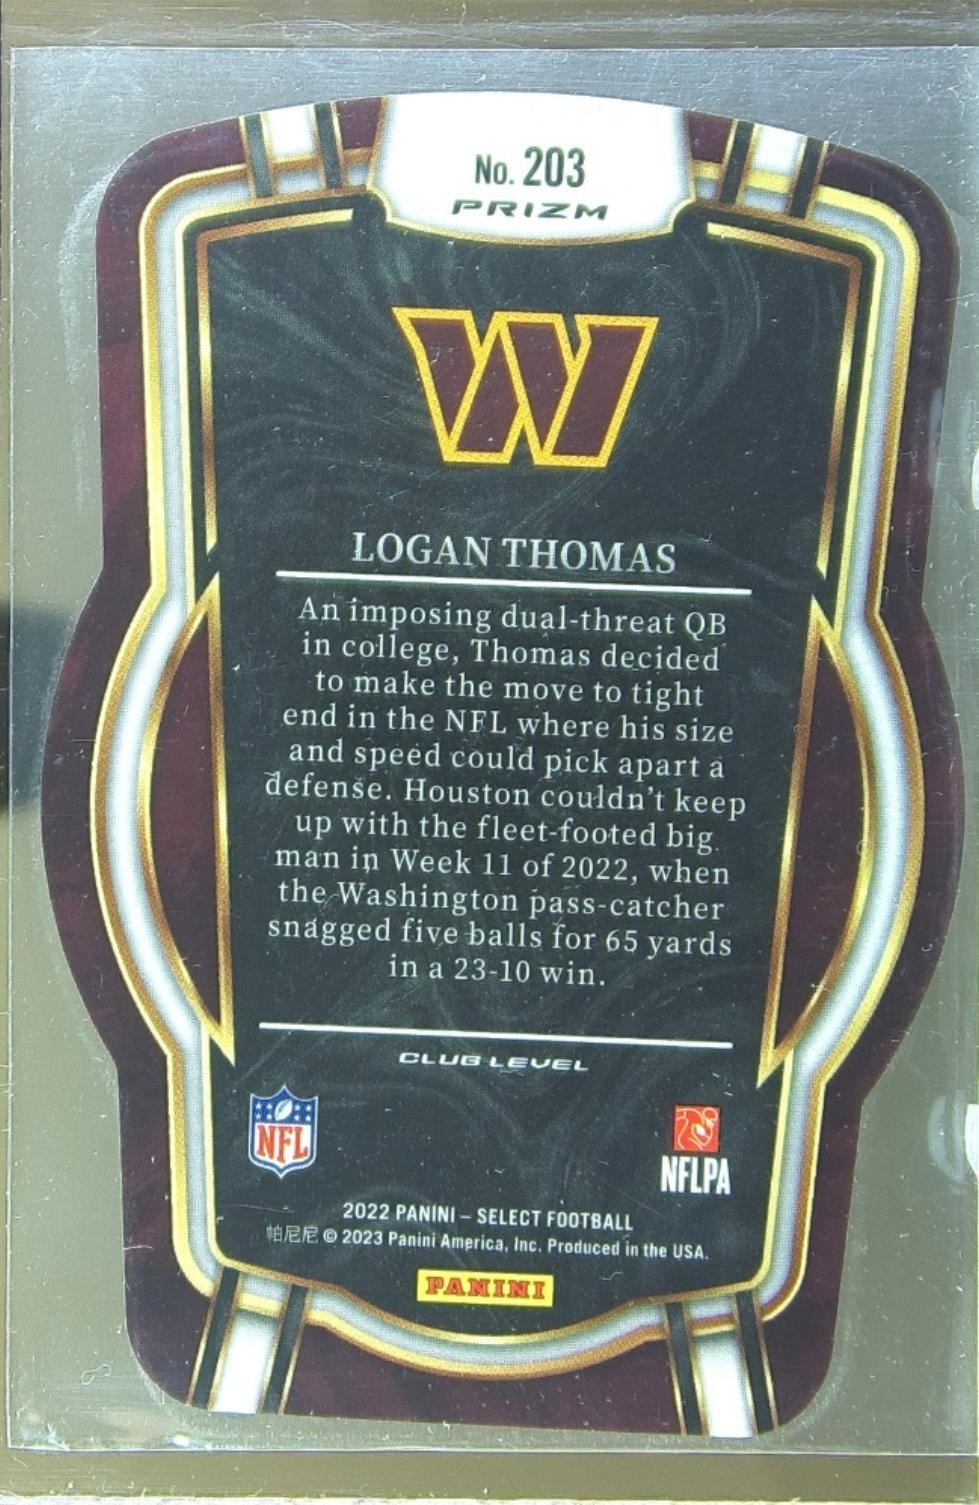 No. 203
PRIZM
W
LOGAN THOMAS
An imposing dual-threat QB
in college, Thomas decided
to make the move to tight
end in the NFL where his size
and speed could pick apart a
defense. Houston couldn't keep
up with the fleet-footed big
man in Week 11 of 2022, when
the Washington pass-catcher
snagged five balls for 65 yards
in a 23-10 win.
CLUB LEVEL
NFL
NFLPA
2022 PANINI – SELECT FOOTBALL
帕尼尼 © 2023 Panini America, Inc. Produced in the USA.
PANINI